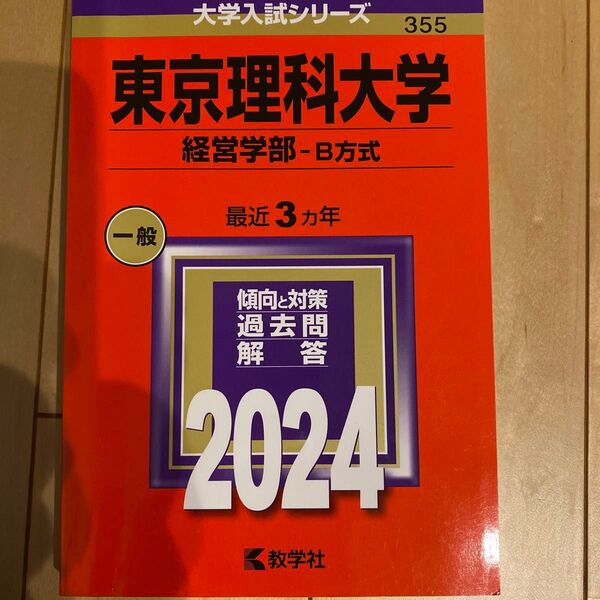 大学入試シリーズ
355
東京理科大学
経営学部-B方式
最近3カ年
一般
傾向と対策
過去問
解答
2024
教学社